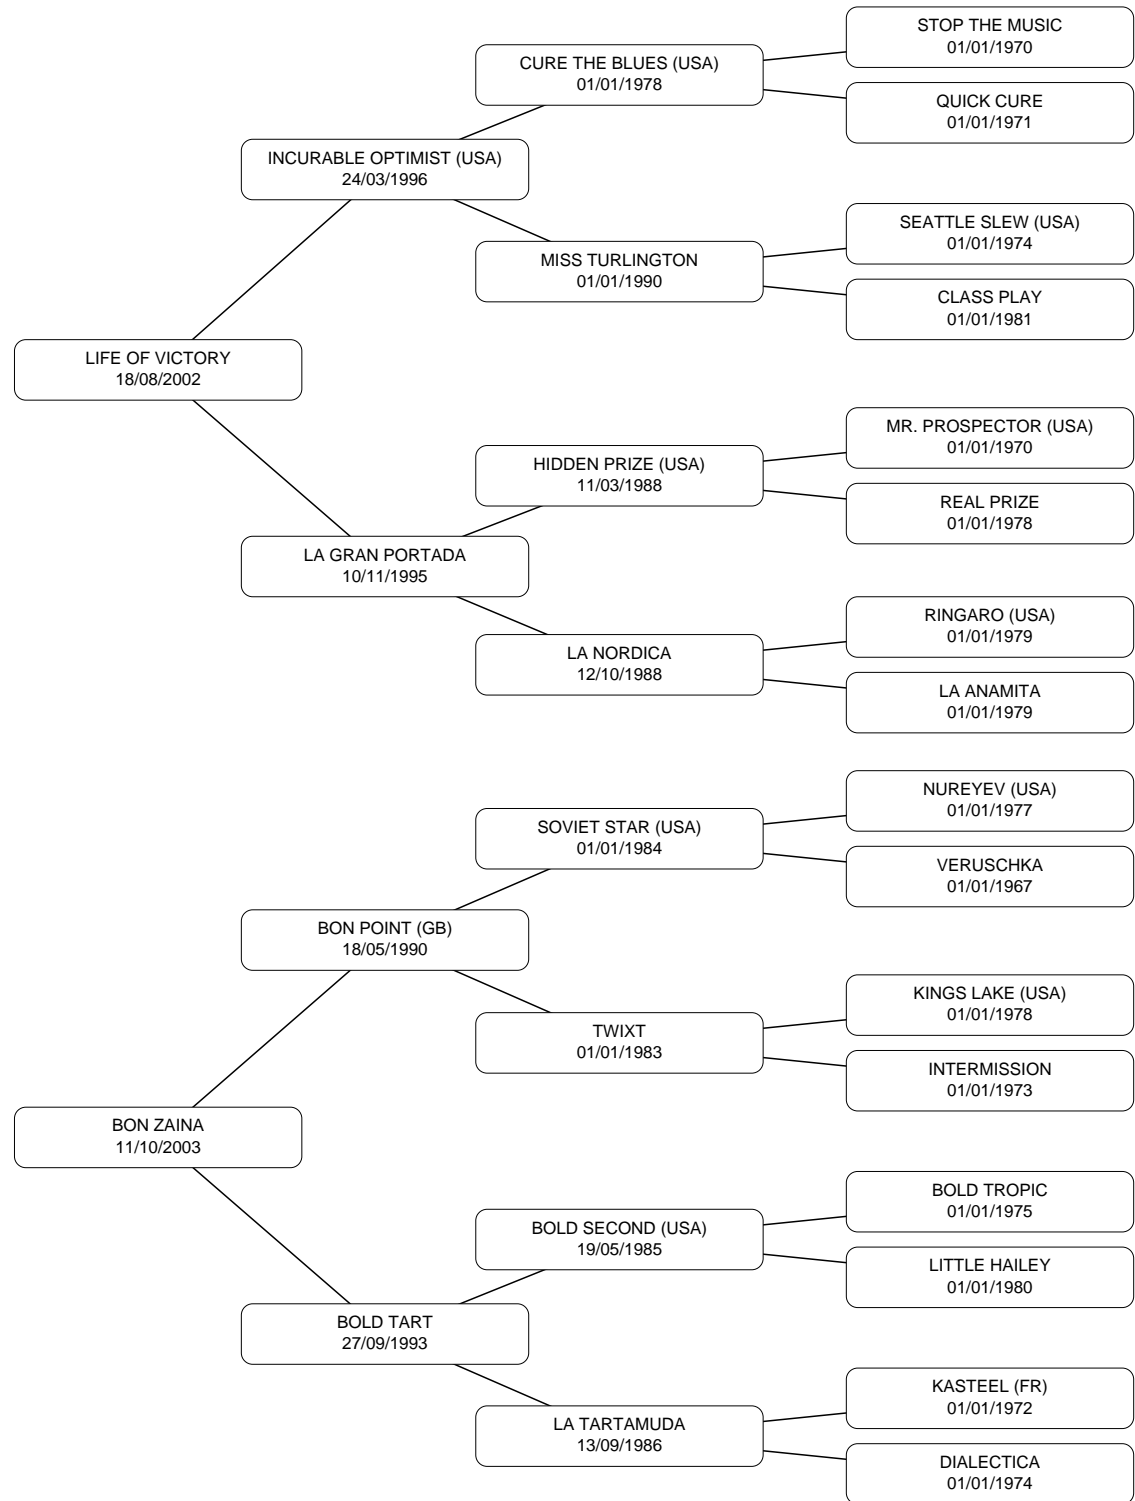 STOP THE MUSIC
01/01/1970
CURE THE BLUES (USA)
01/01/1978
QUICK CURE
01/01/1971
INCURABLE OPTIMIST (USA)
24/03/1996
SEATTLE SLEW (USA)
01/01/1974
MISS TURLINGTON
01/01/1990
CLASS PLAY
01/01/1981
LIFE OF VICTORY
18/08/2002
MR. PROSPECTOR (USA)
01/01/1970
HIDDEN PRIZE (USA)
11/03/1988
REAL PRIZE
01/01/1978
LA GRAN PORTADA
10/11/1995
RINGARO (USA)
01/01/1979
LA NORDICA
12/10/1988
LA ANAMITA
01/01/1979
NUREYEV (USA)
01/01/1977
SOVIET STAR (USA)
01/01/1984
VERUSCHKA
01/01/1967
BON POINT (GB)
18/05/1990
KINGS LAKE (USA)
01/01/1978
TWIXT
01/01/1983
INTERMISSION
01/01/1973
BON ZAINA
11/10/2003
BOLD TROPIC
01/01/1975
BOLD SECOND (USA)
19/05/1985
LITTLE HAILEY
01/01/1980
BOLD TART
27/09/1993
KASTEEL (FR)
01/01/1972
LA TARTAMUDA
13/09/1986
DIALECTICA
01/01/1974